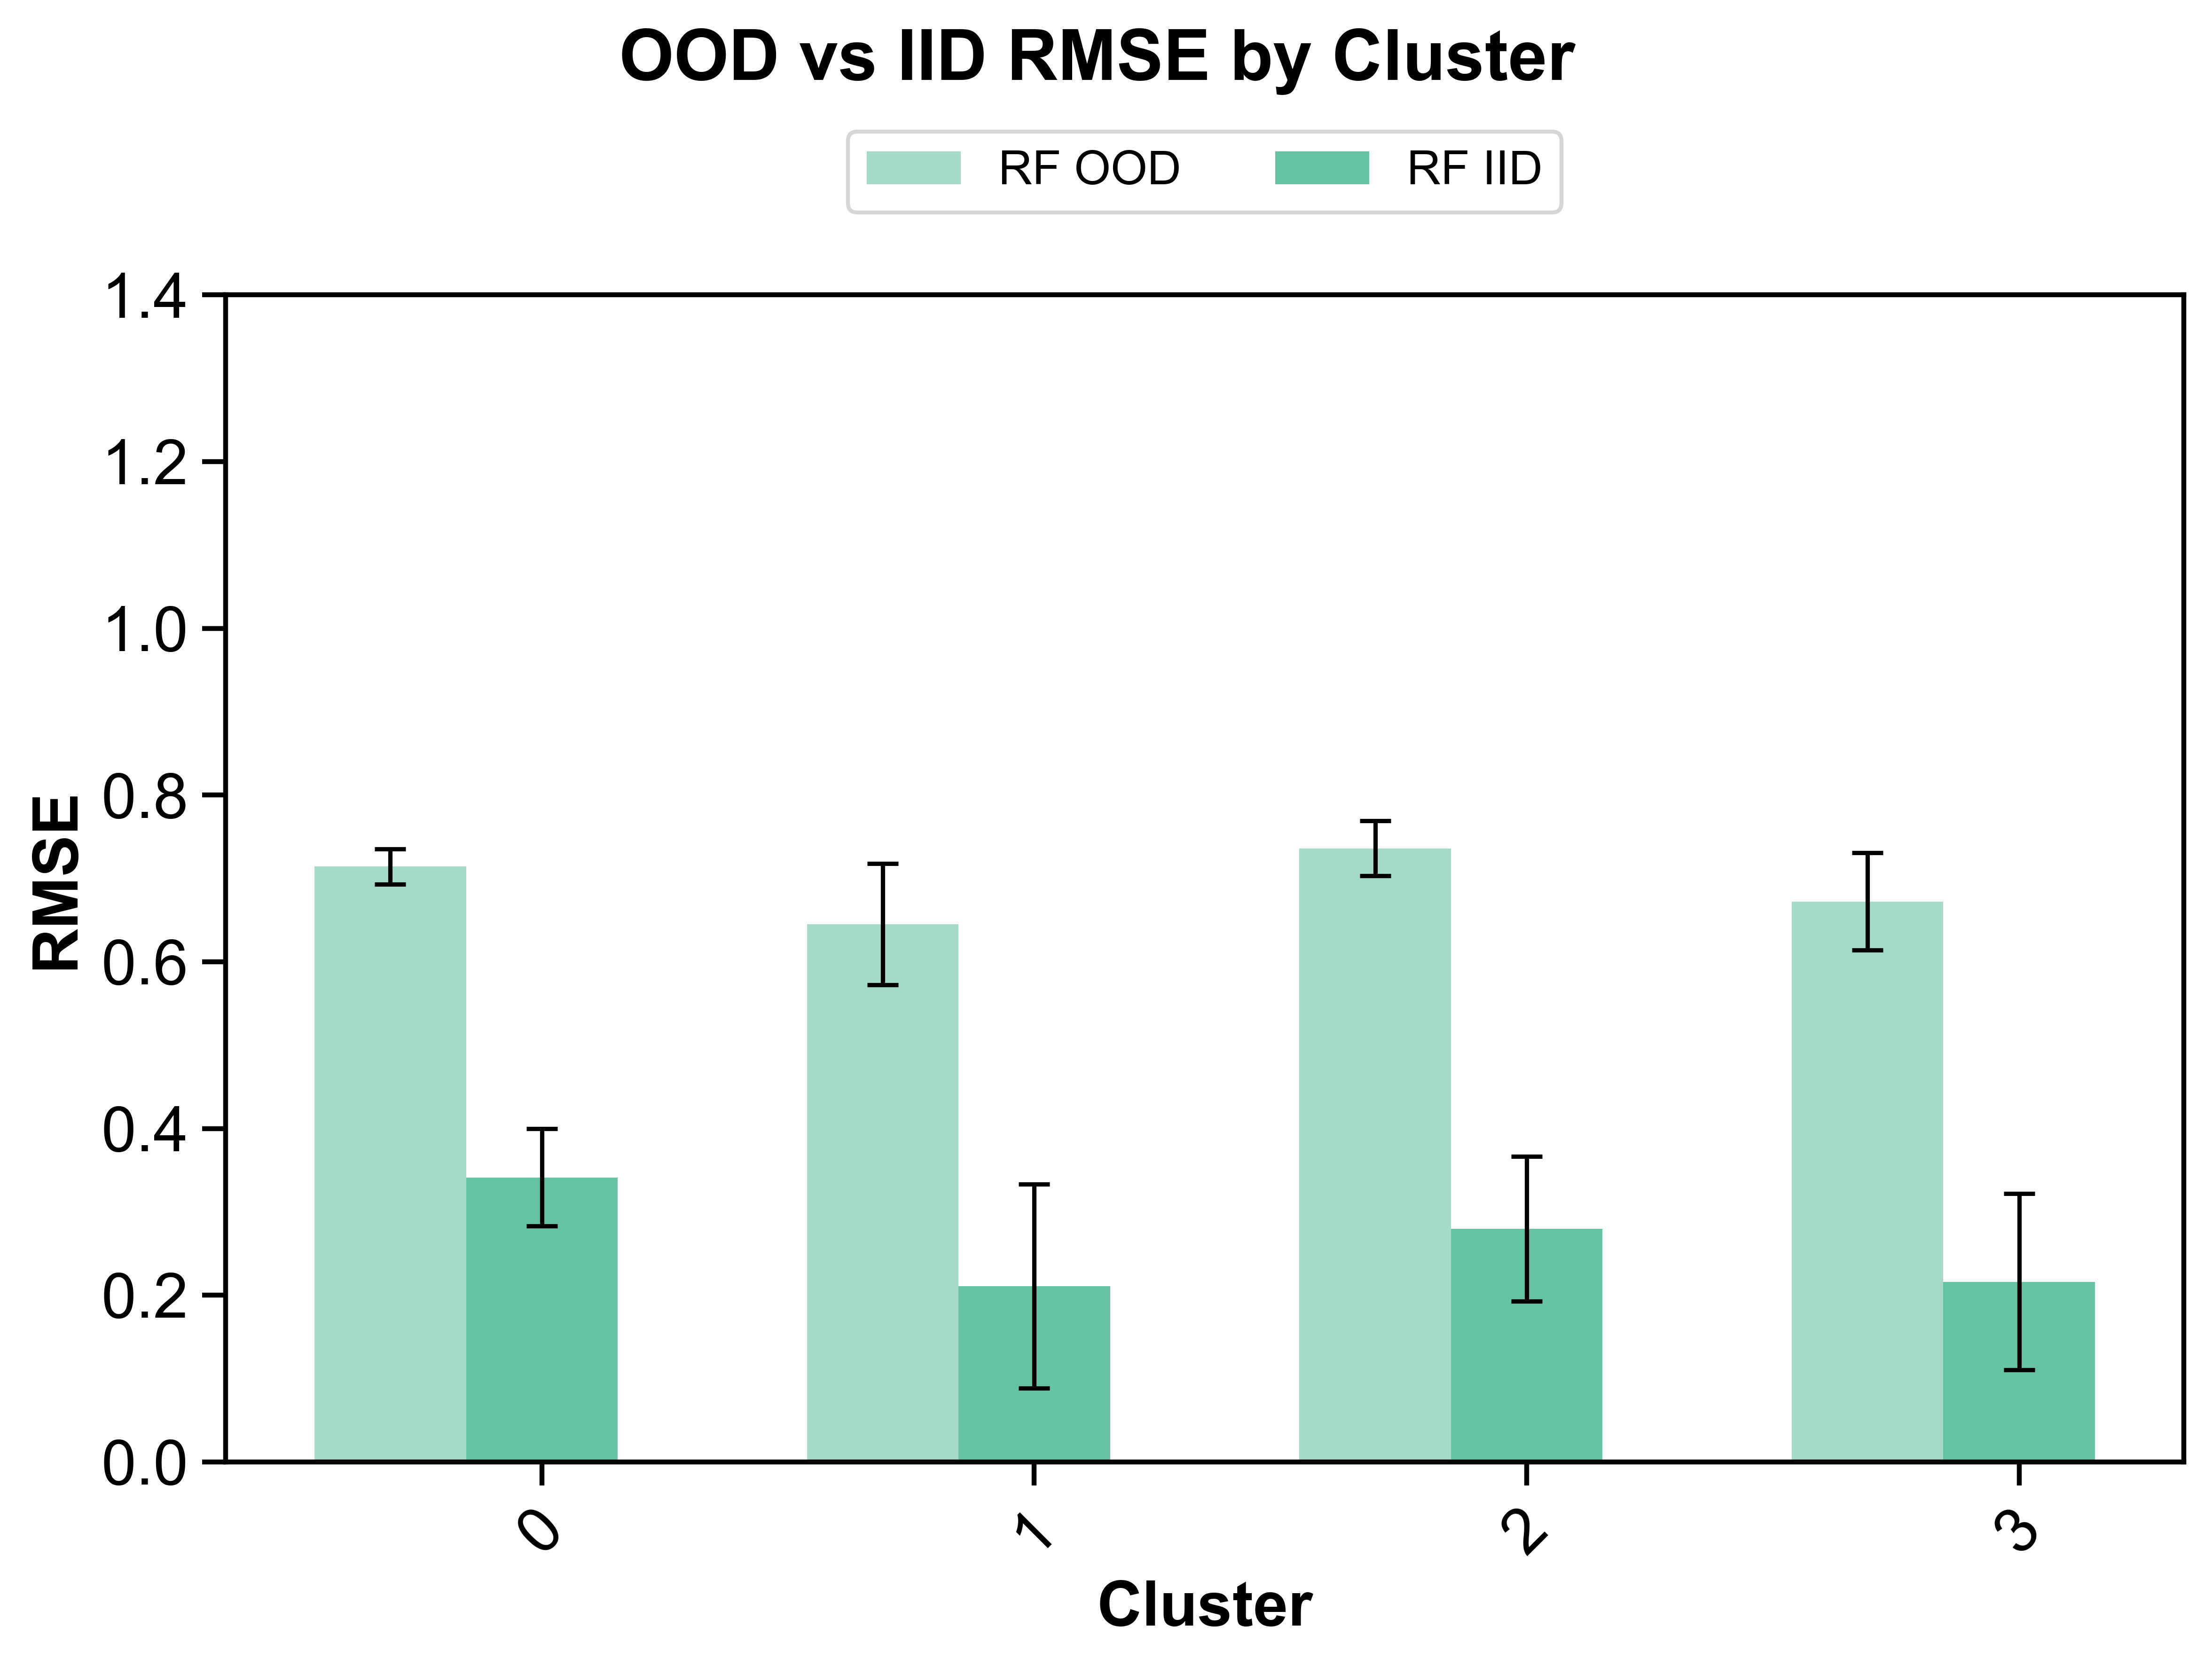 OOD vs IID RMSE by Cluster
RF OOD RF IID
1.4
1.2
1.0
0.8
0.6
0.4
0.2
0.0
RMSE
0 1 2 3
Cluster